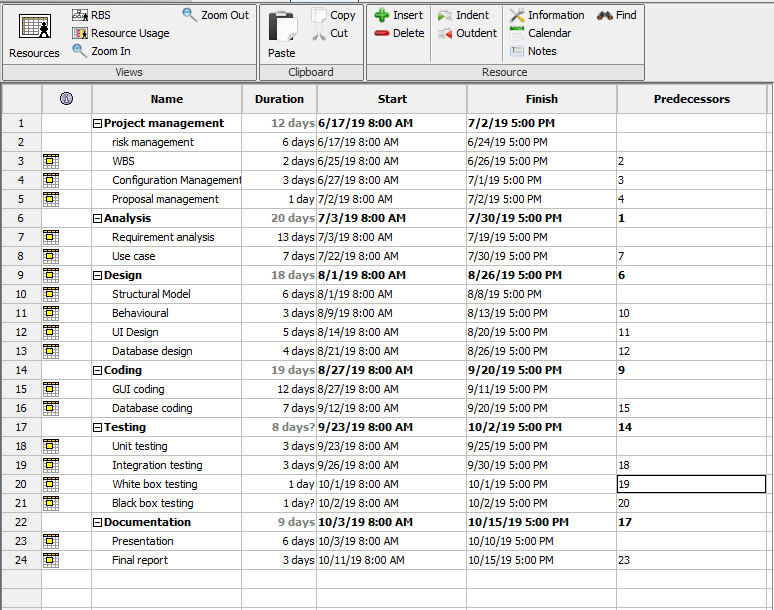 RBS Zoom Out Copy Insert Indent Information Find
Resource Usage Cut Delete Outdent Calendar
Resources Zoom In Paste Notes
Views Clipboard Resource
Name Duration Start Finish Predecessors
1 Project management 12 days 6/17/19 8:00 AM 7/2/19 5:00 PM
2 risk management 6 days 6/17/19 8:00 AM 6/24/19 5:00 PM
3 WBS 2 days 6/25/19 8:00 AM 6/26/19 5:00 PM 2
4 Configuration Management 3 days 6/27/19 8:00 AM 7/1/19 5:00 PM 3
5 Proposal management 1 day 7/2/19 8:00 AM 7/2/19 5:00 PM 4
6 Analysis 20 days 7/3/19 8:00 AM 7/30/19 5:00 PM 1
7 Requirement analysis 13 days 7/3/19 8:00 AM 7/19/19 5:00 PM
8 Use case 7 days 7/22/19 8:00 AM 7/30/19 5:00 PM 7
9 Design 18 days 8/1/19 8:00 AM 8/26/19 5:00 PM 6
10 Structural Model 6 days 8/1/19 8:00 AM 8/8/19 5:00 PM
11 Behavioural 3 days 8/9/19 8:00 AM 8/13/19 5:00 PM 10
12 UI Design 5 days 8/14/19 8:00 AM 8/20/19 5:00 PM 11
13 Database design 4 days 8/21/19 8:00 AM 8/26/19 5:00 PM 12
14 Coding 19 days 8/27/19 8:00 AM 9/20/19 5:00 PM 9
15 GUI coding 12 days 8/27/19 8:00 AM 9/11/19 5:00 PM
16 Database coding 7 days 9/12/19 8:00 AM 9/20/19 5:00 PM 15
17 Testing 8 days? 9/23/19 8:00 AM 10/2/19 5:00 PM 14
18 Unit testing 3 days 9/23/19 8:00 AM 9/25/19 5:00 PM
19 Integration testing 3 days 9/26/19 8:00 AM 9/30/19 5:00 PM 18
20 White box testing 1 day 10/1/19 8:00 AM 10/1/19 5:00 PM 19
21 Black box testing 1 day? 10/2/19 8:00 AM 10/2/19 5:00 PM 20
22 Documentation 9 days 10/3/19 8:00 AM 10/15/19 5:00 PM 17
23 Presentation 6 days 10/3/19 8:00 AM 10/10/19 5:00 PM
24 Final report 3 days 10/11/19 8:00 AM 10/15/19 5:00 PM 23